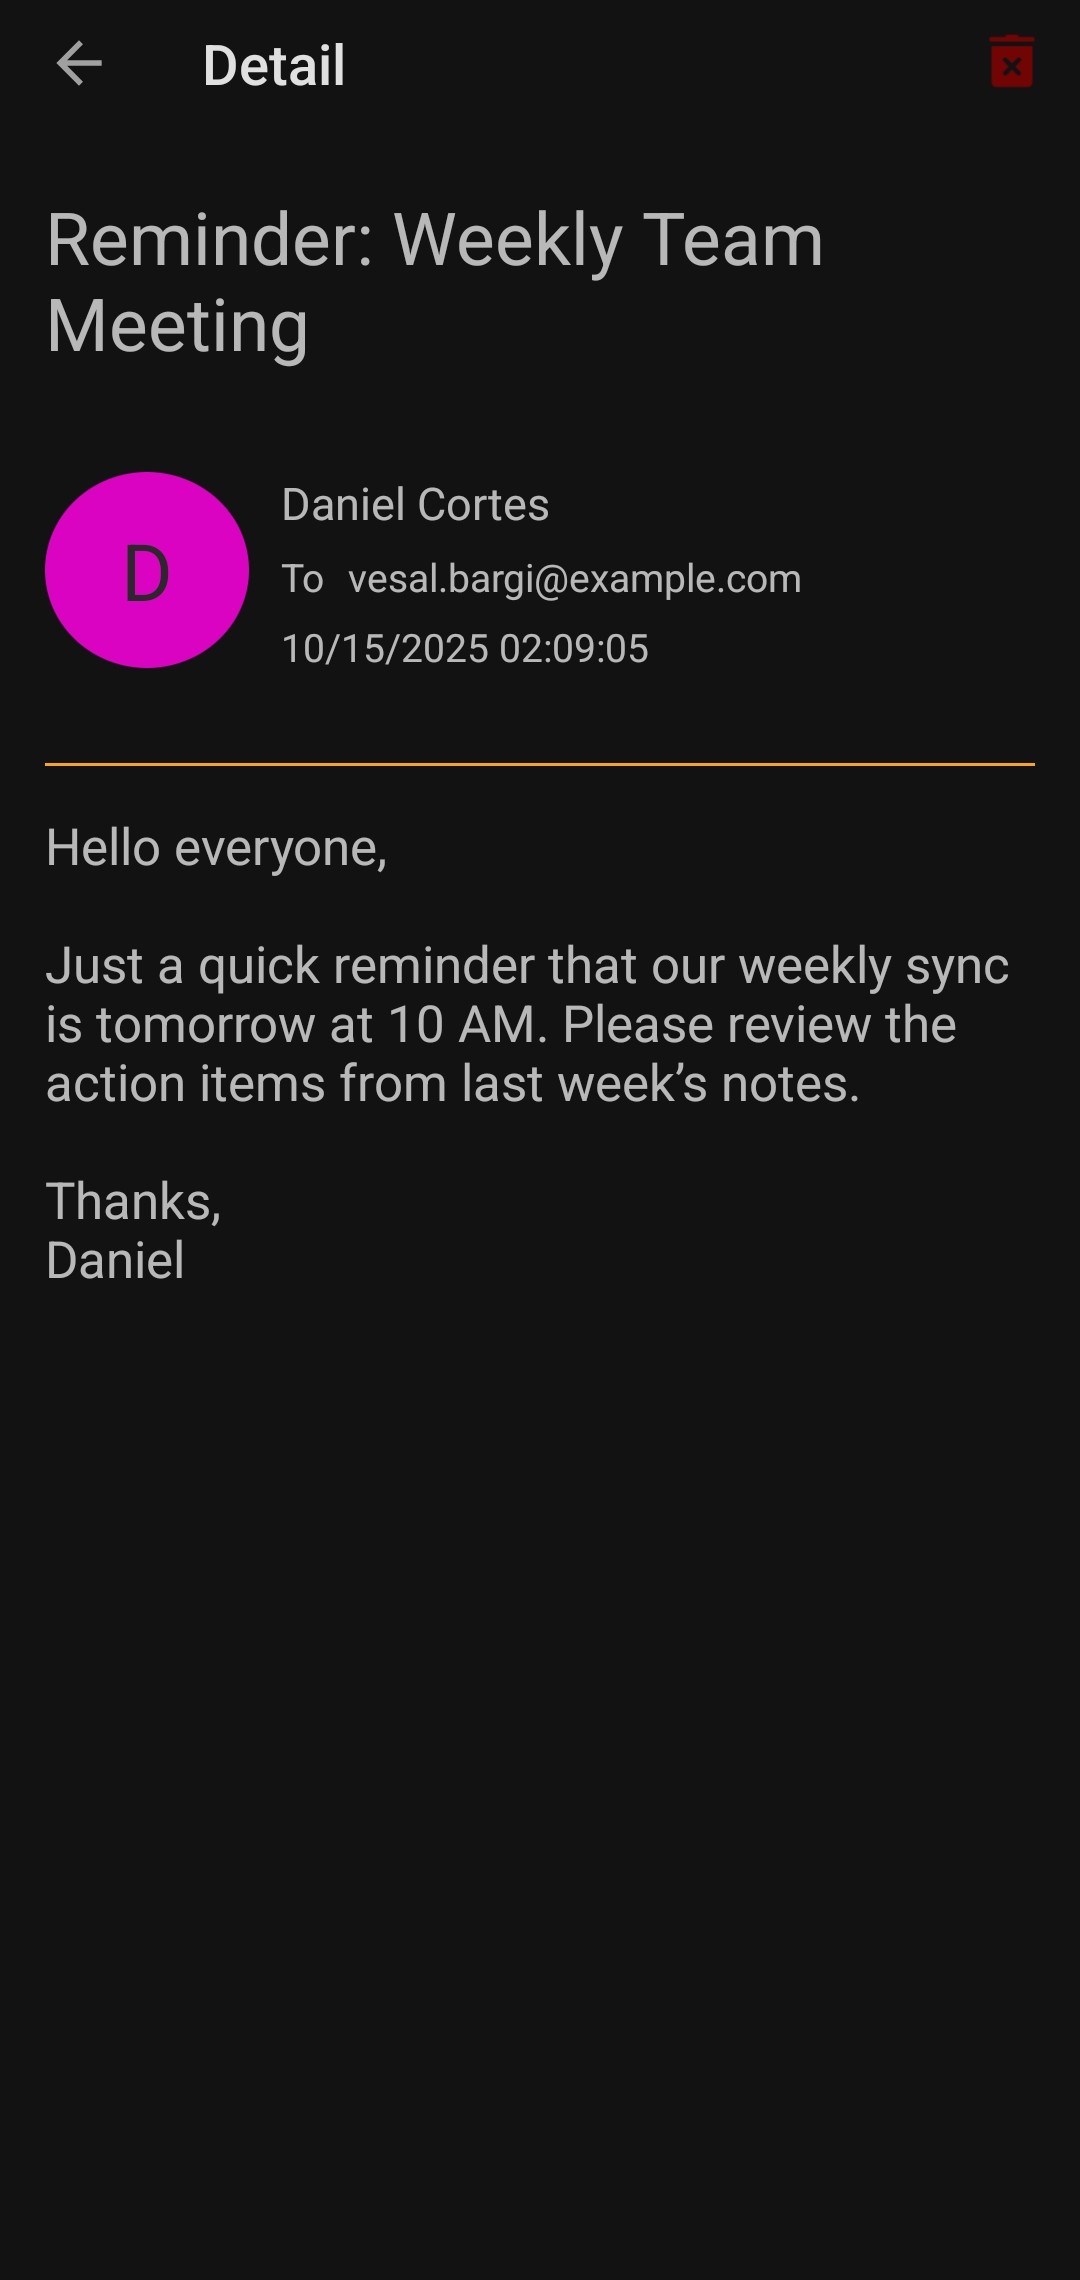 Detail
Reminder: Weekly Team
Meeting
D
Daniel Cortes
To vesal.bargi@example.com
10/15/2025 02:09:05
Hello everyone,
Just a quick reminder that our weekly sync
is tomorrow at 10 AM. Please review the
action items from last week’s notes.
Thanks,
Daniel